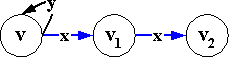 y
v x v₁ x v₂